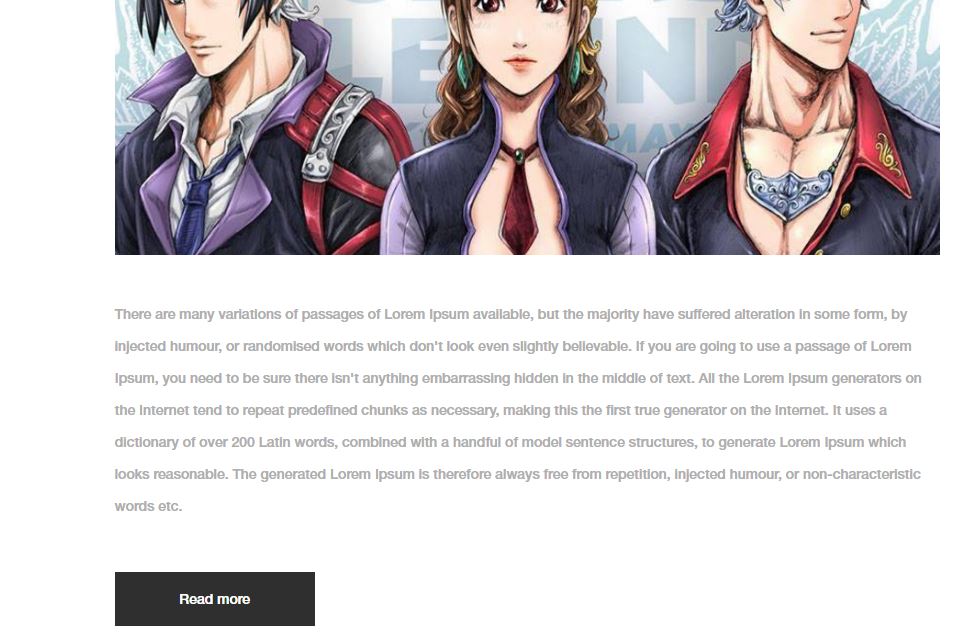 LEGEND
MAY
There are many variations of passages of Lorem Ipsum available, but the majority have suffered alteration in some form, by
injected humour, or randomised words which don't look even slightly believable. If you are going to use a passage of Lorem
Ipsum, you need to be sure there isn't anything embarrassing hidden in the middle of text. All the Lorem Ipsum generators on
the Internet tend to repeat predefined chunks as necessary, making this the first true generator on the Internet. It uses a
dictionary of over 200 Latin words, combined with a handful of model sentence structures, to generate Lorem Ipsum which
looks reasonable. The generated Lorem Ipsum is therefore always free from repetition, injected humour, or non-characteristic
words etc.
Read more